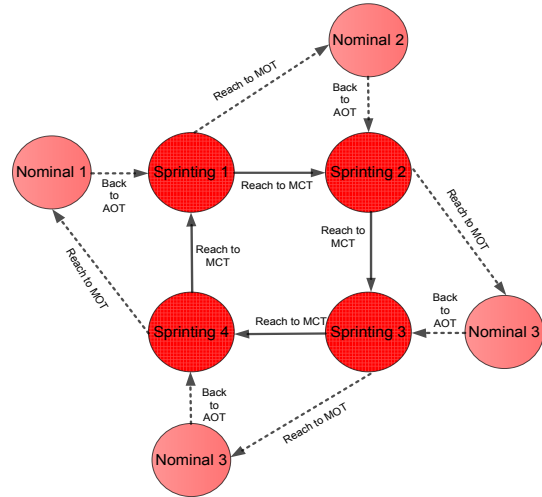 Nominal 2
Reach to MOT
Back
to
AOT
Nominal 1
Back
to
AOT
Sprinting 1
Reach to MCT
Sprinting 2
Reach to MOT
Reach to
MCT
Reach to
MCT
Reach to MOT
Back
to
AOT
Nominal 3
Sprinting 4
Reach to MCT
Sprinting 3
Back
to
AOT
Reach to MOT
Nominal 3